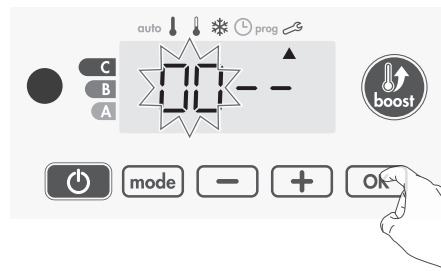 auto prog
C
B
A
00--
boost
mode − + OK